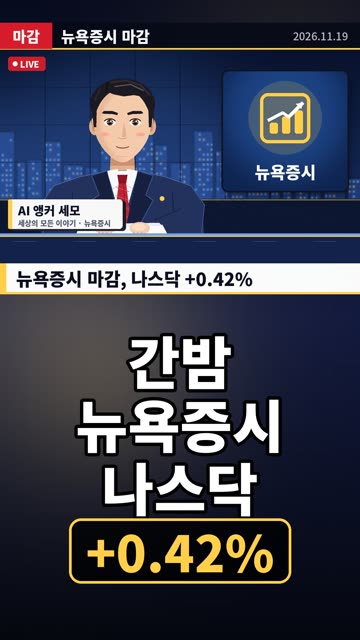 마감 뉴욕증시 마감 2026.11.19
LIVE
뉴욕증시
AI 앵커 세모
세상의 모든 이야기 · 뉴욕증시
뉴욕증시 마감, 나스닥 +0.42%
간밤
뉴욕증시
나스닥
+0.42%